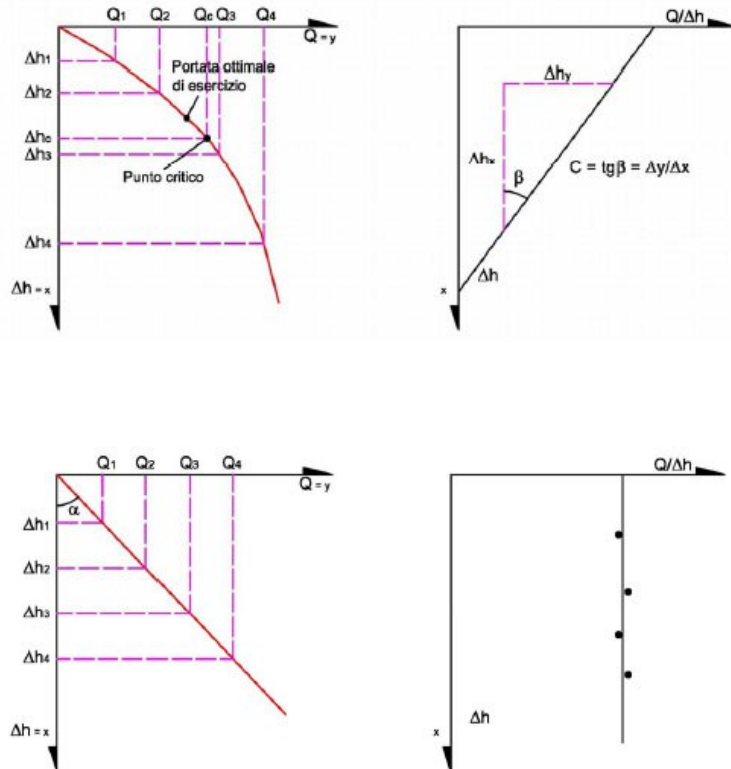 Q₁ Q₂ Q꜀ Q₃ Q₄
Q = y
Δh₁
Δh₂
Δhc
Δh₃
Δh₄
Δh = x
Portata ottimale
di esercizio
Punto critico
Q/Δh
Δhy
Δhx
β
C = tgβ = Δy/Δx
Δh
x
Q₁ Q₂ Q₃ Q₄
Q = y
α
Δh₁
Δh₂
Δh₃
Δh₄
Δh = x
Q/Δh
Δh
x